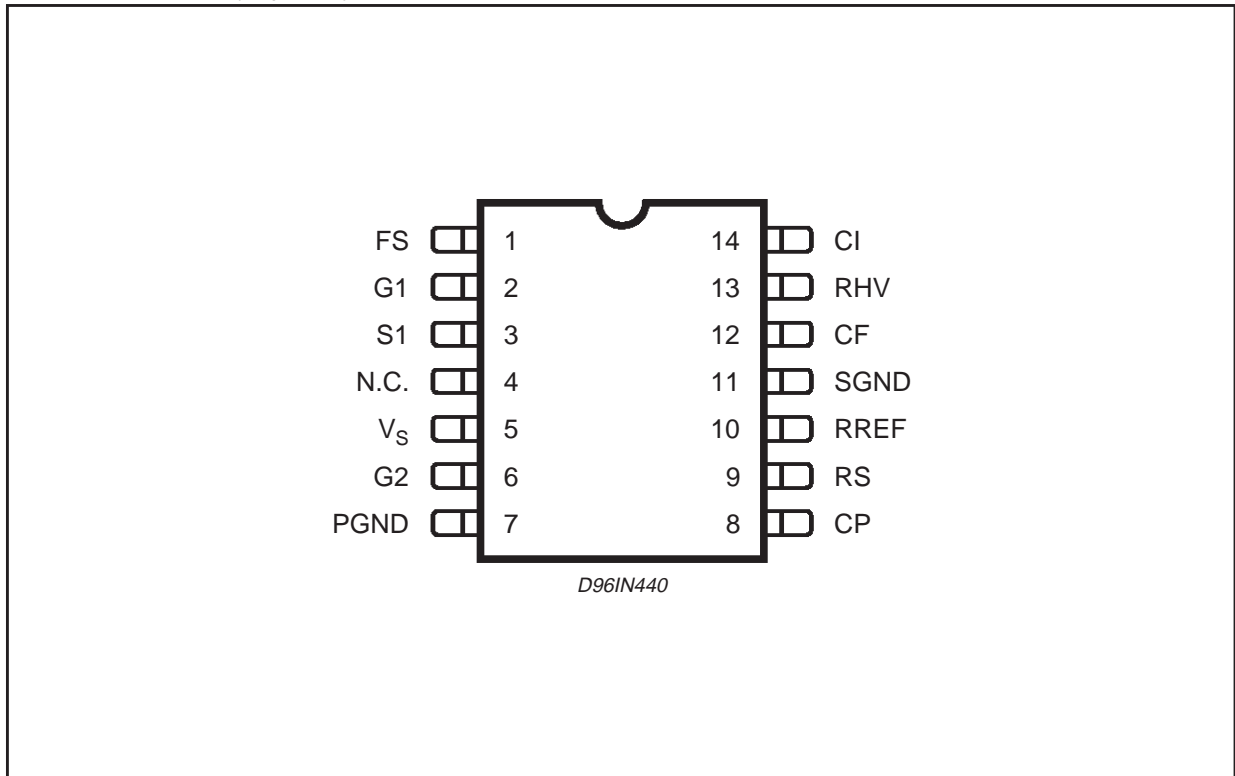 FS 1 14 CI
G1 2 13 RHV
S1 3 12 CF
N.C. 4 11 SGND
VS 5 10 RREF
G2 6 9 RS
PGND 7 8 CP
D96IN440